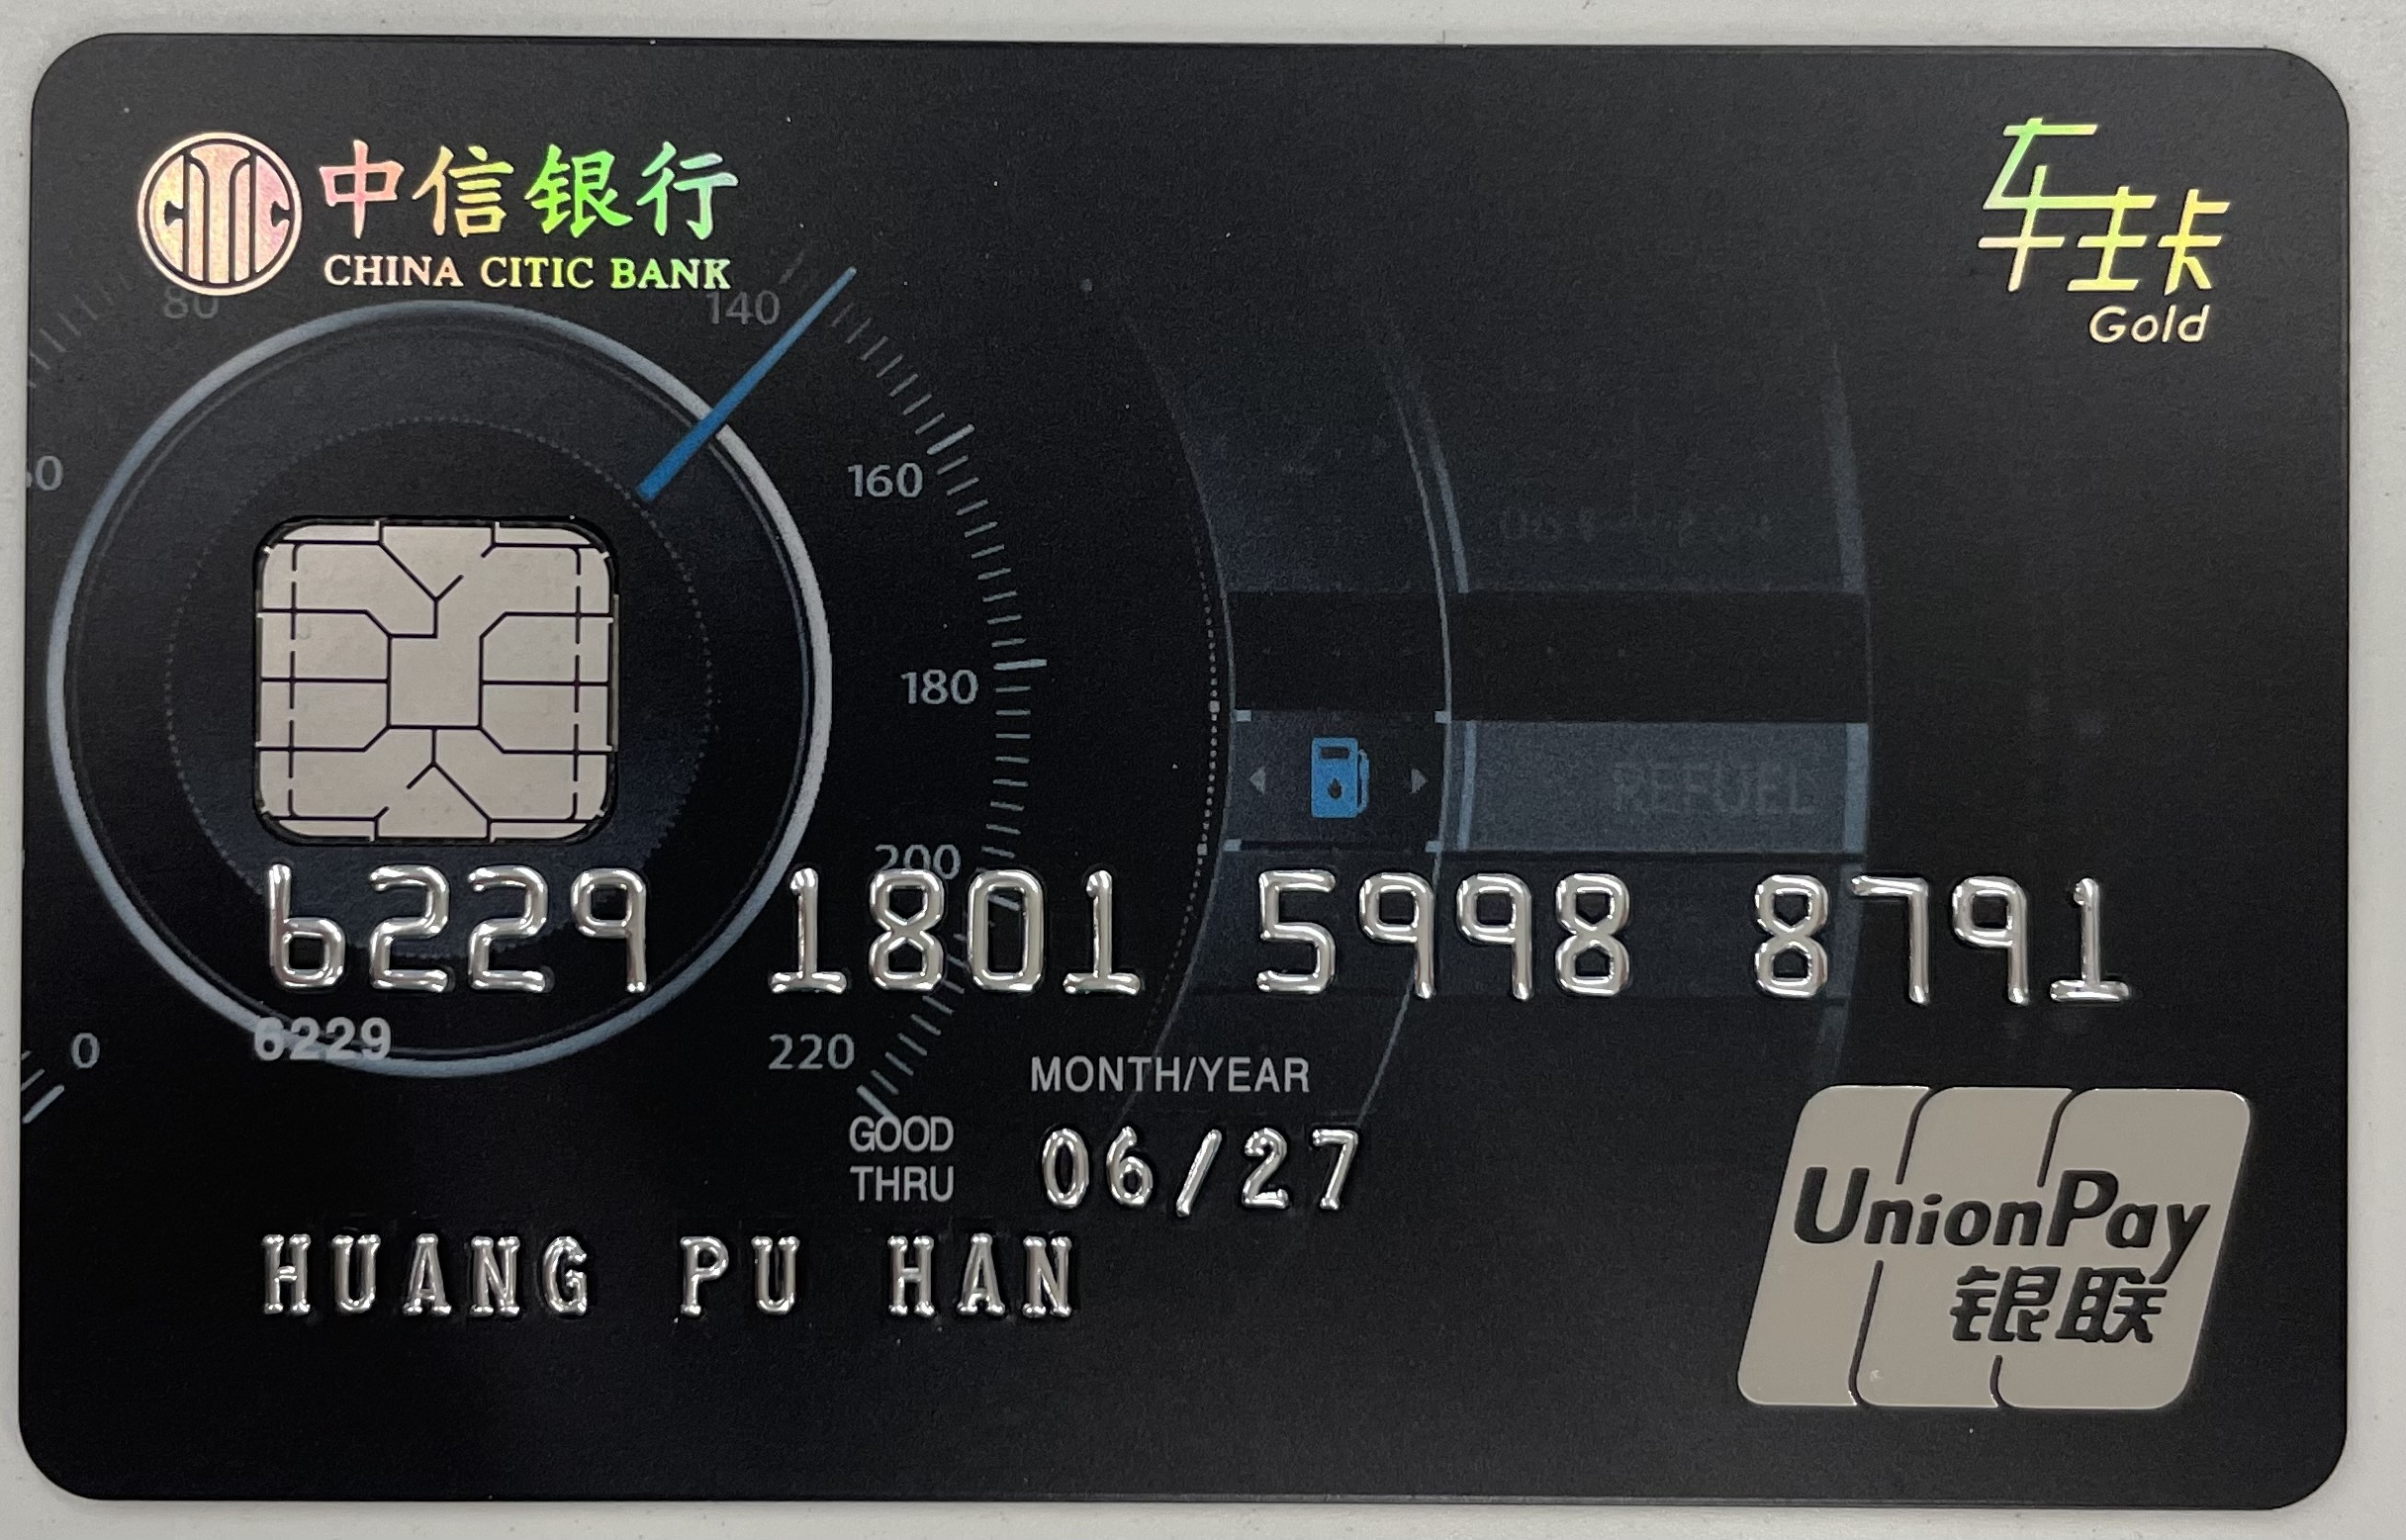 中信银行
CHINA CITIC BANK
车主卡
Gold
80
140
160
180
REFUEL
200
6229 1801 5998 8791
6229
0
220
MONTH/YEAR
GOOD
THRU
06/27
HUANG PU HAN
UnionPay
银联